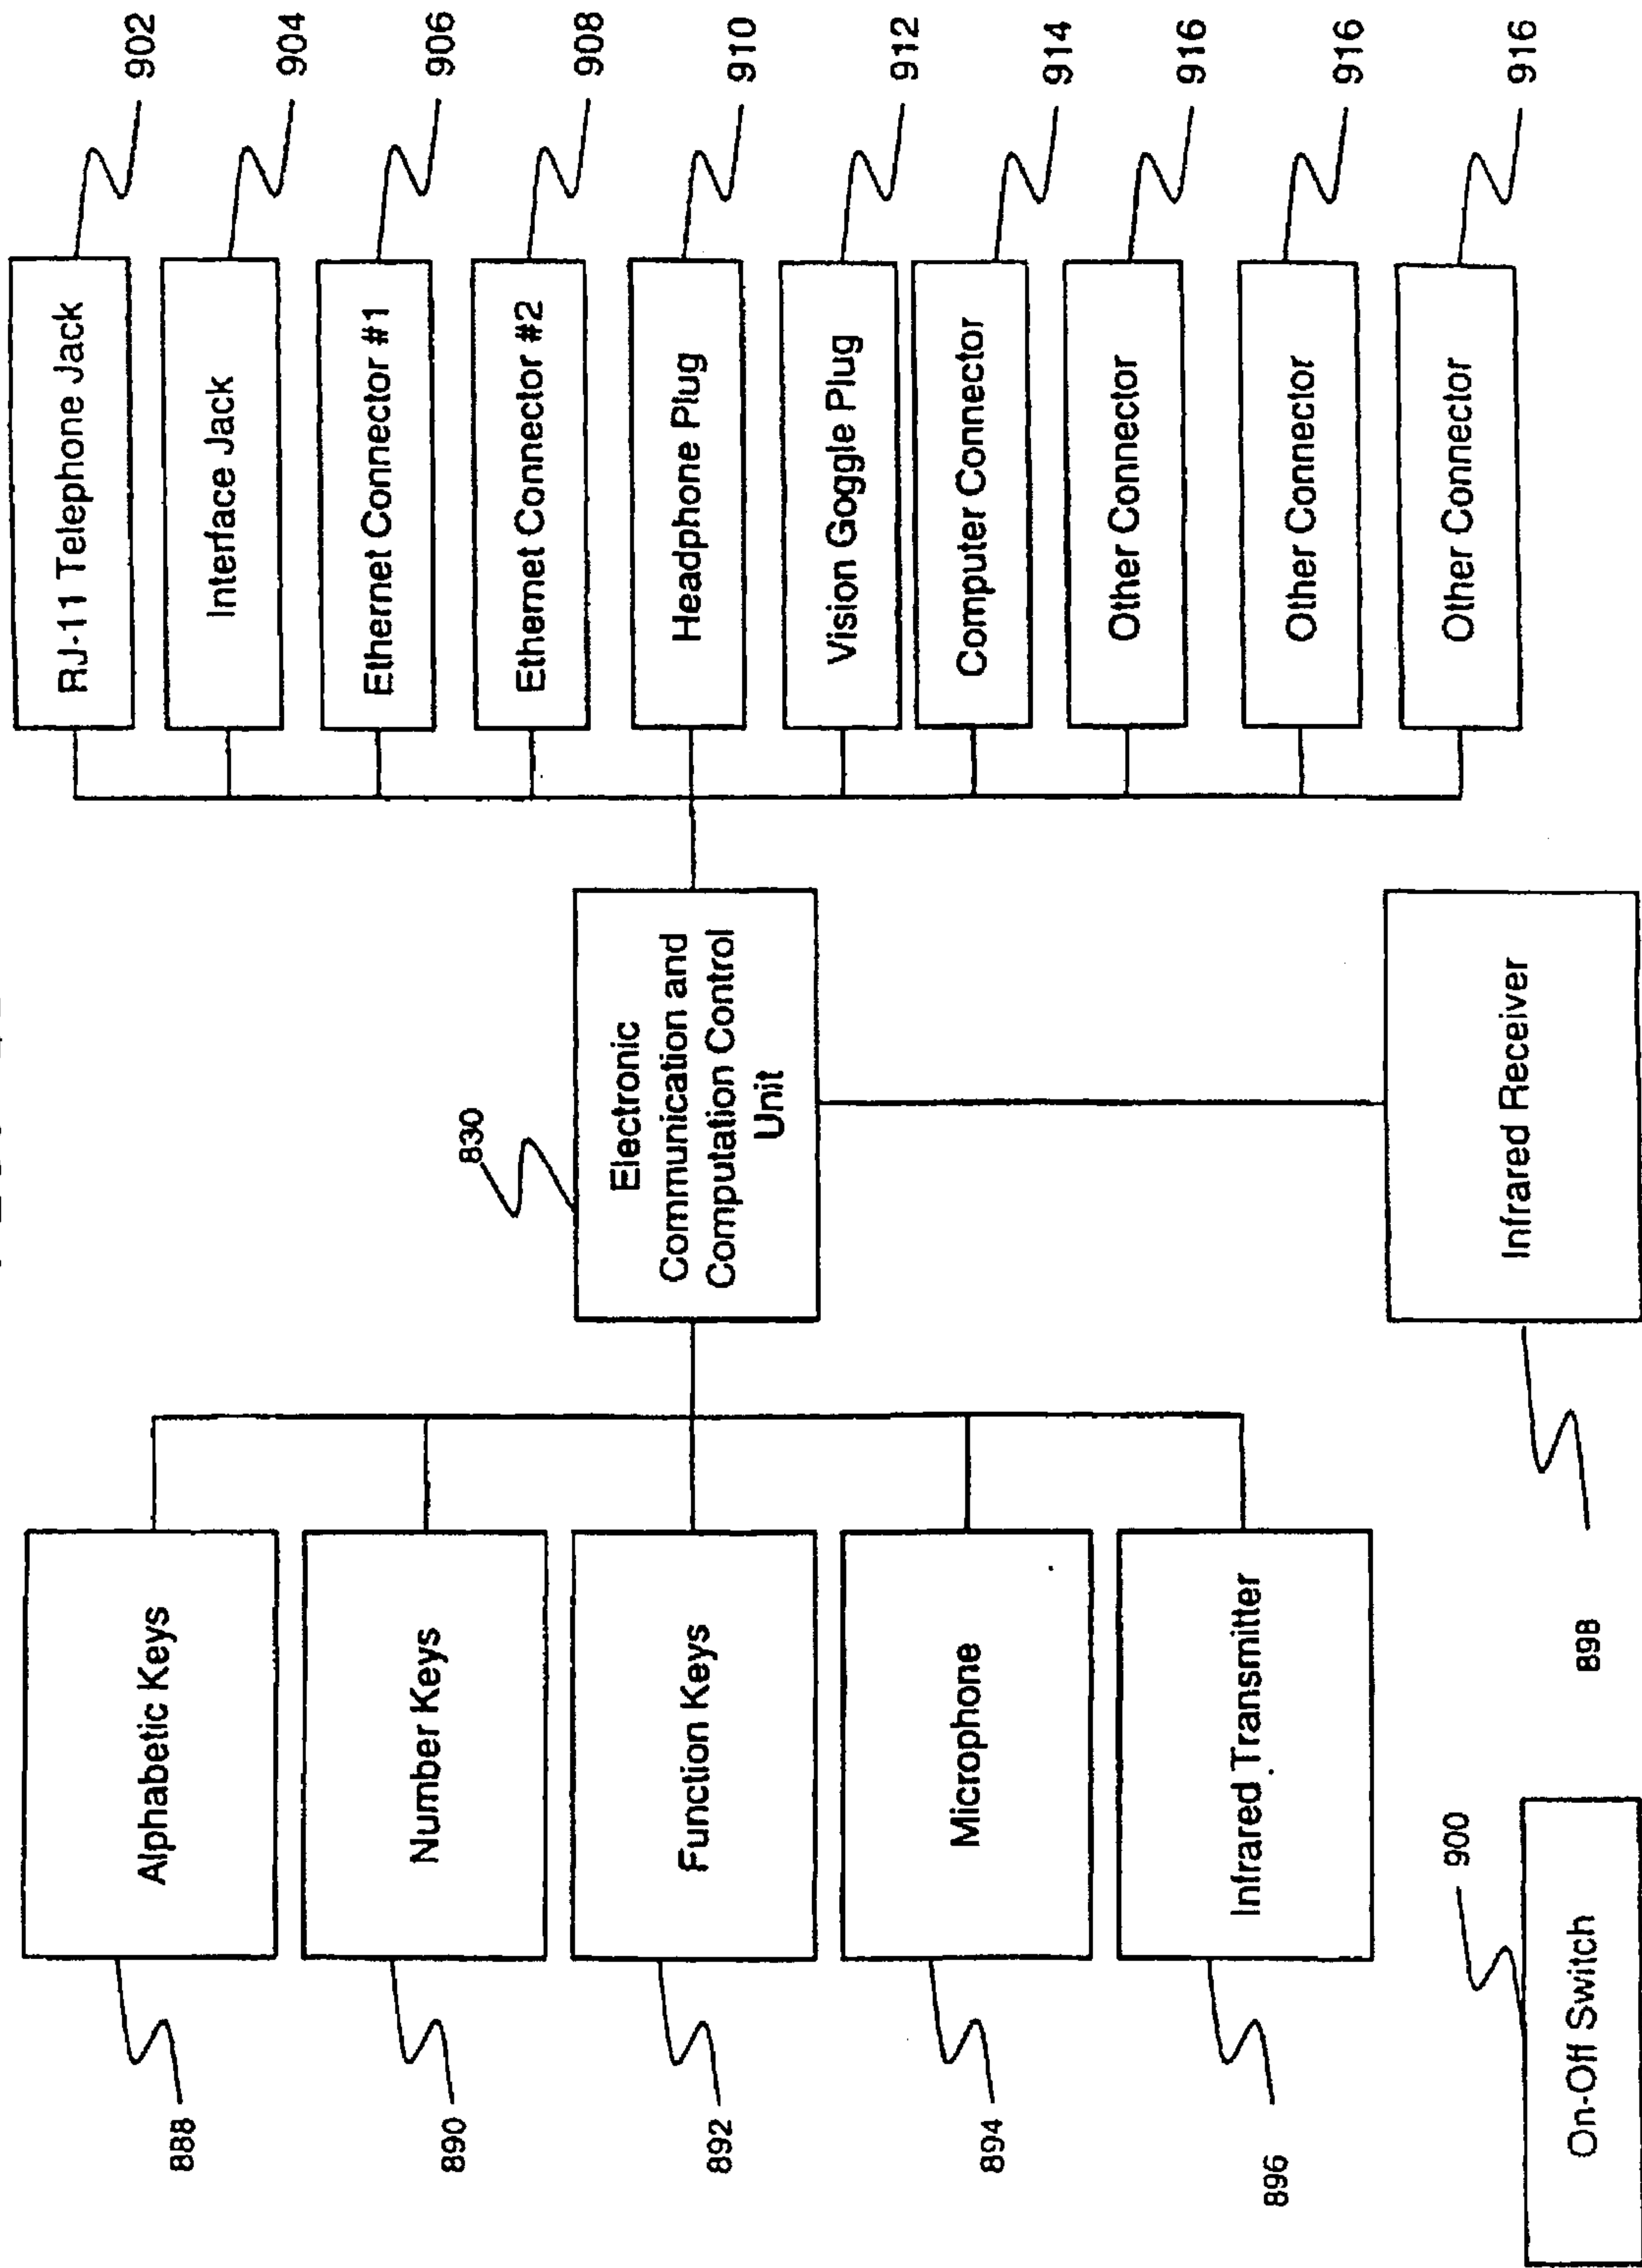 888
Alphabetic Keys
890
Number Keys
892
Function Keys
894
Microphone
896
Infrared Transmitter
900
On-Off Switch
830
Electronic
Communication and
Computation Control
Unit
898
Infrared Receiver
RJ-11 Telephone Jack
902
Interface Jack
904
Ethernet Connector #1
906
Ethernet Connector #2
908
Headphone Plug
910
Vision Goggle Plug
912
Computer Connector
914
Other Connector
916
Other Connector
916
Other Connector
916